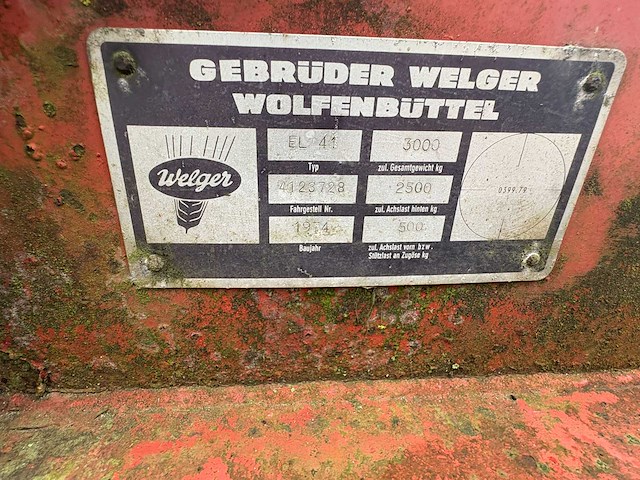 GEBRÜDER WELGER
WOLFENBÜTTEL
Welger
EL 41
Typ
4123728
Fahrgestell Nr.
1974
Baujahr
3000
zul. Gesamtgewicht kg
2500
zul. Achslast hinten kg
500
zul. Achslast vorn bzw.
Stützlast an Zugöse kg